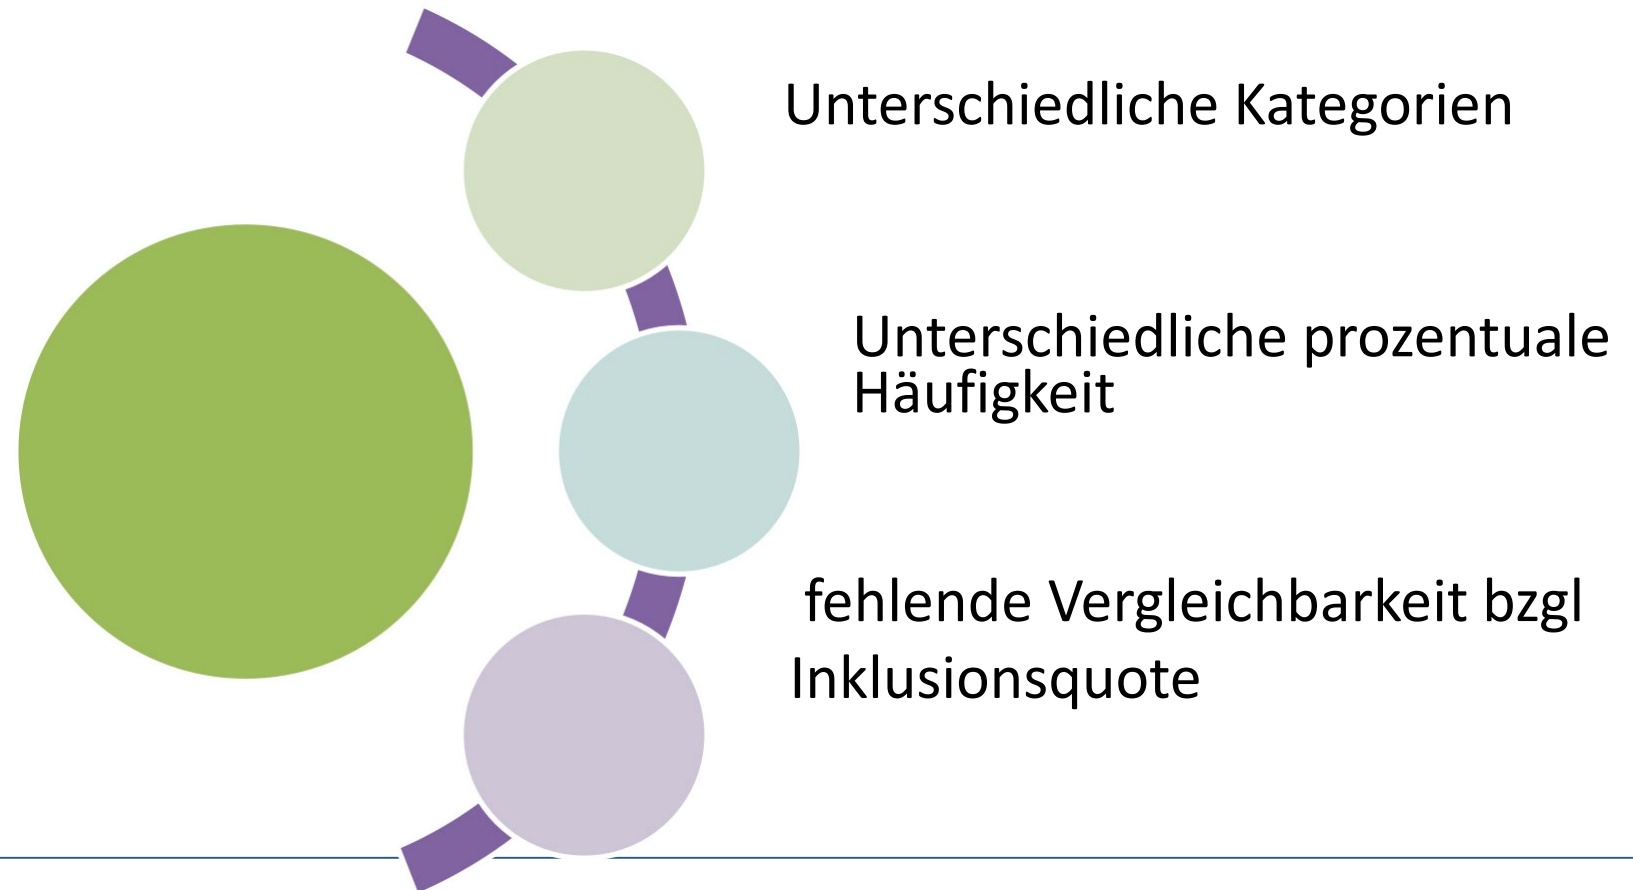 Unterschiedliche Kategorien
Unterschiedliche prozentuale
Häufigkeit
fehlende Vergleichbarkeit bzgl
Inklusionsquote